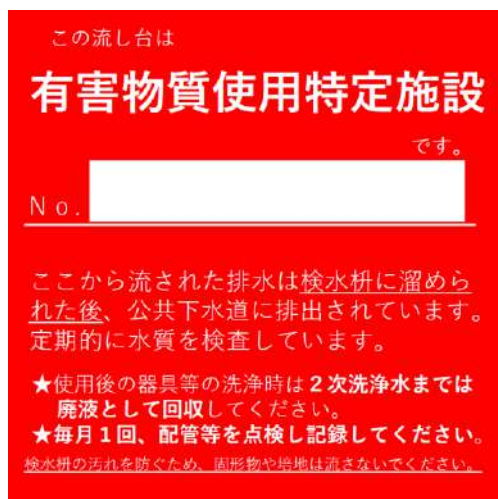 この流し台は
有害物質使用特定施設
です。
No.
ここから流された排水は検水枡に溜めら
れた後、公共下水道に排出されています。
定期的に水質を検査しています。
★使用後の器具等の洗浄時は２次洗浄水までは
廃液として回収してください。
★毎月１回、配管等を点検し記録してください。
検水枡の汚れを防ぐため、固形物や培地は流さないでください。